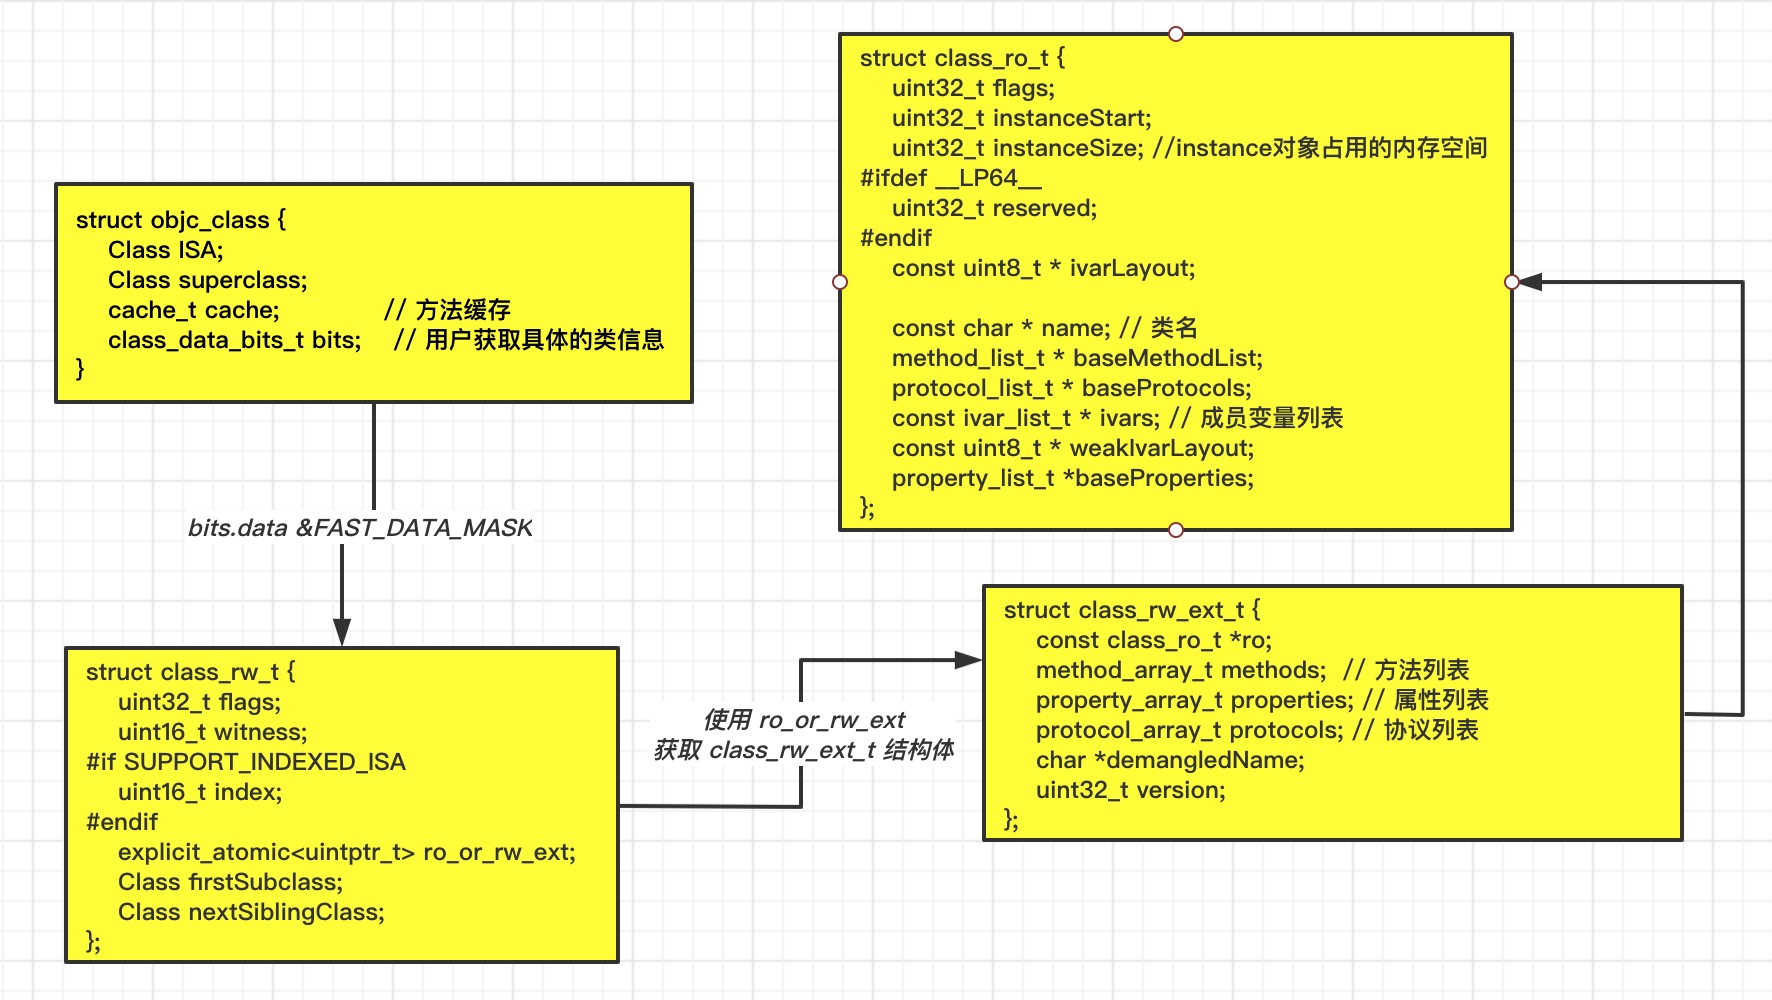 struct objc_class {
Class ISA;
Class superclass;
cache_t cache; // 方法缓存
class_data_bits_t bits; // 用户获取具体的类信息
}
bits.data &FAST_DATA_MASK
struct class_rw_t {
uint32_t flags;
uint16_t witness;
#if SUPPORT_INDEXED_ISA
uint16_t index;
#endif
explicit_atomic<uintptr_t> ro_or_rw_ext;
Class firstSubclass;
Class nextSiblingClass;
};
使用 ro_or_rw_ext
获取 class_rw_ext_t 结构体
struct class_rw_ext_t {
const class_ro_t *ro;
method_array_t methods; // 方法列表
property_array_t properties; // 属性列表
protocol_array_t protocols; // 协议列表
char *demangledName;
uint32_t version;
};
struct class_ro_t {
uint32_t flags;
uint32_t instanceStart;
uint32_t instanceSize; //instance对象占用的内存空间
#ifdef __LP64__
uint32_t reserved;
#endif
const uint8_t * ivarLayout;
const char * name; // 类名
method_list_t * baseMethodList;
protocol_list_t * baseProtocols;
const ivar_list_t * ivars; // 成员变量列表
const uint8_t * weakIvarLayout;
property_list_t *baseProperties;
};